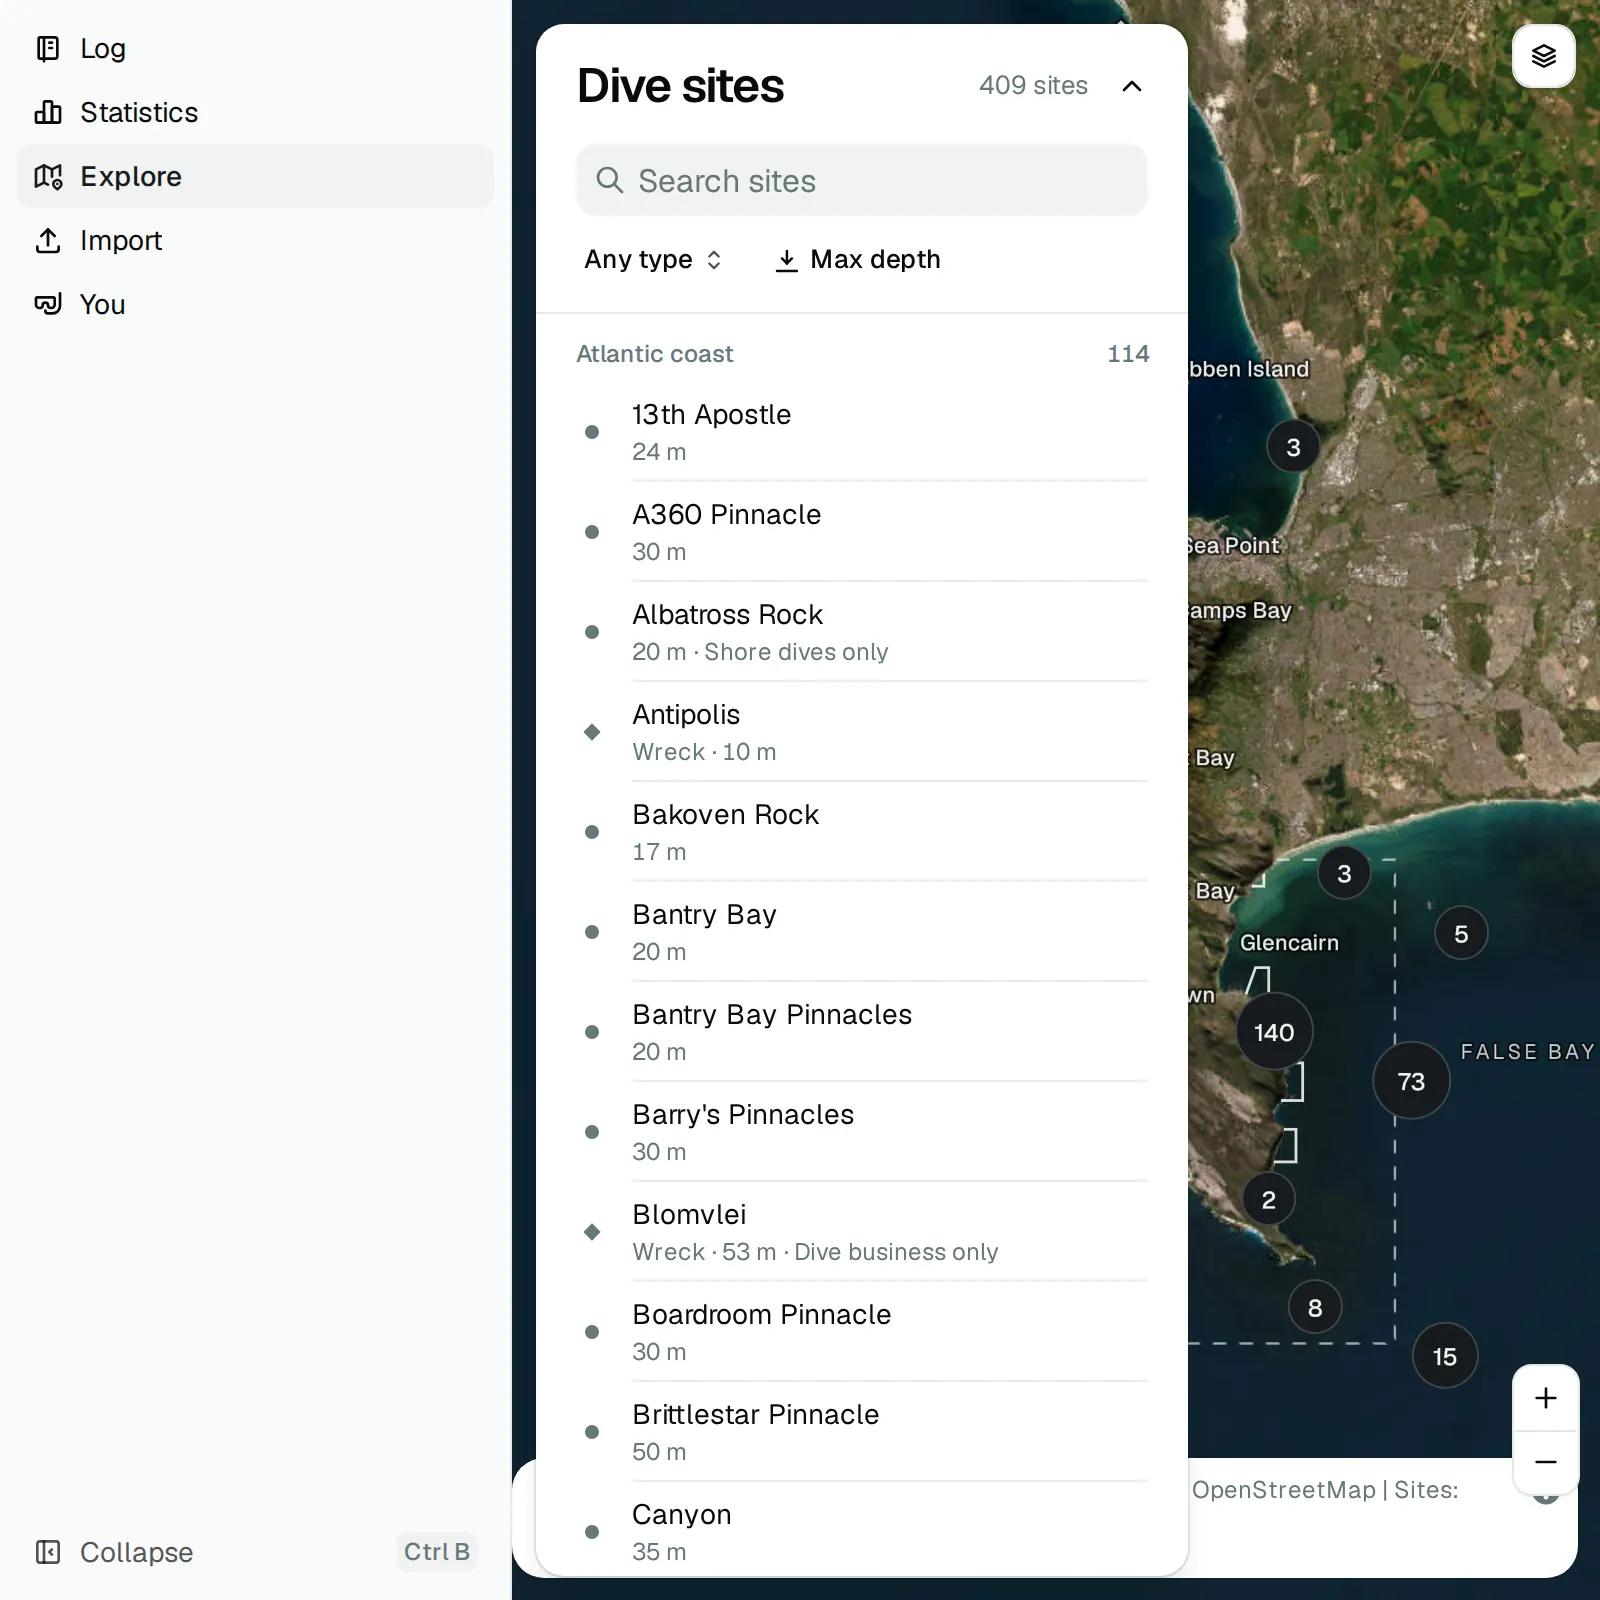 Log
Statistics
Explore
Import
You
Collapse
Ctrl B
Dive sites
409 sites
Search sites
Any type
Max depth
Atlantic coast
114
13th Apostle
24 m
A360 Pinnacle
30 m
Albatross Rock
20 m · Shore dives only
Antipolis
Wreck · 10 m
Bakoven Rock
17 m
Bantry Bay
20 m
Bantry Bay Pinnacles
20 m
Barry's Pinnacles
30 m
Blomvlei
Wreck · 53 m · Dive business only
Boardroom Pinnacle
30 m
Brittlestar Pinnacle
50 m
Canyon
35 m
bben Island
3
Sea Point
amps Bay
Bay
3
Bay
5
Glencairn
wn
140
FALSE BAY
73
2
8
15
OpenStreetMap | Sites: